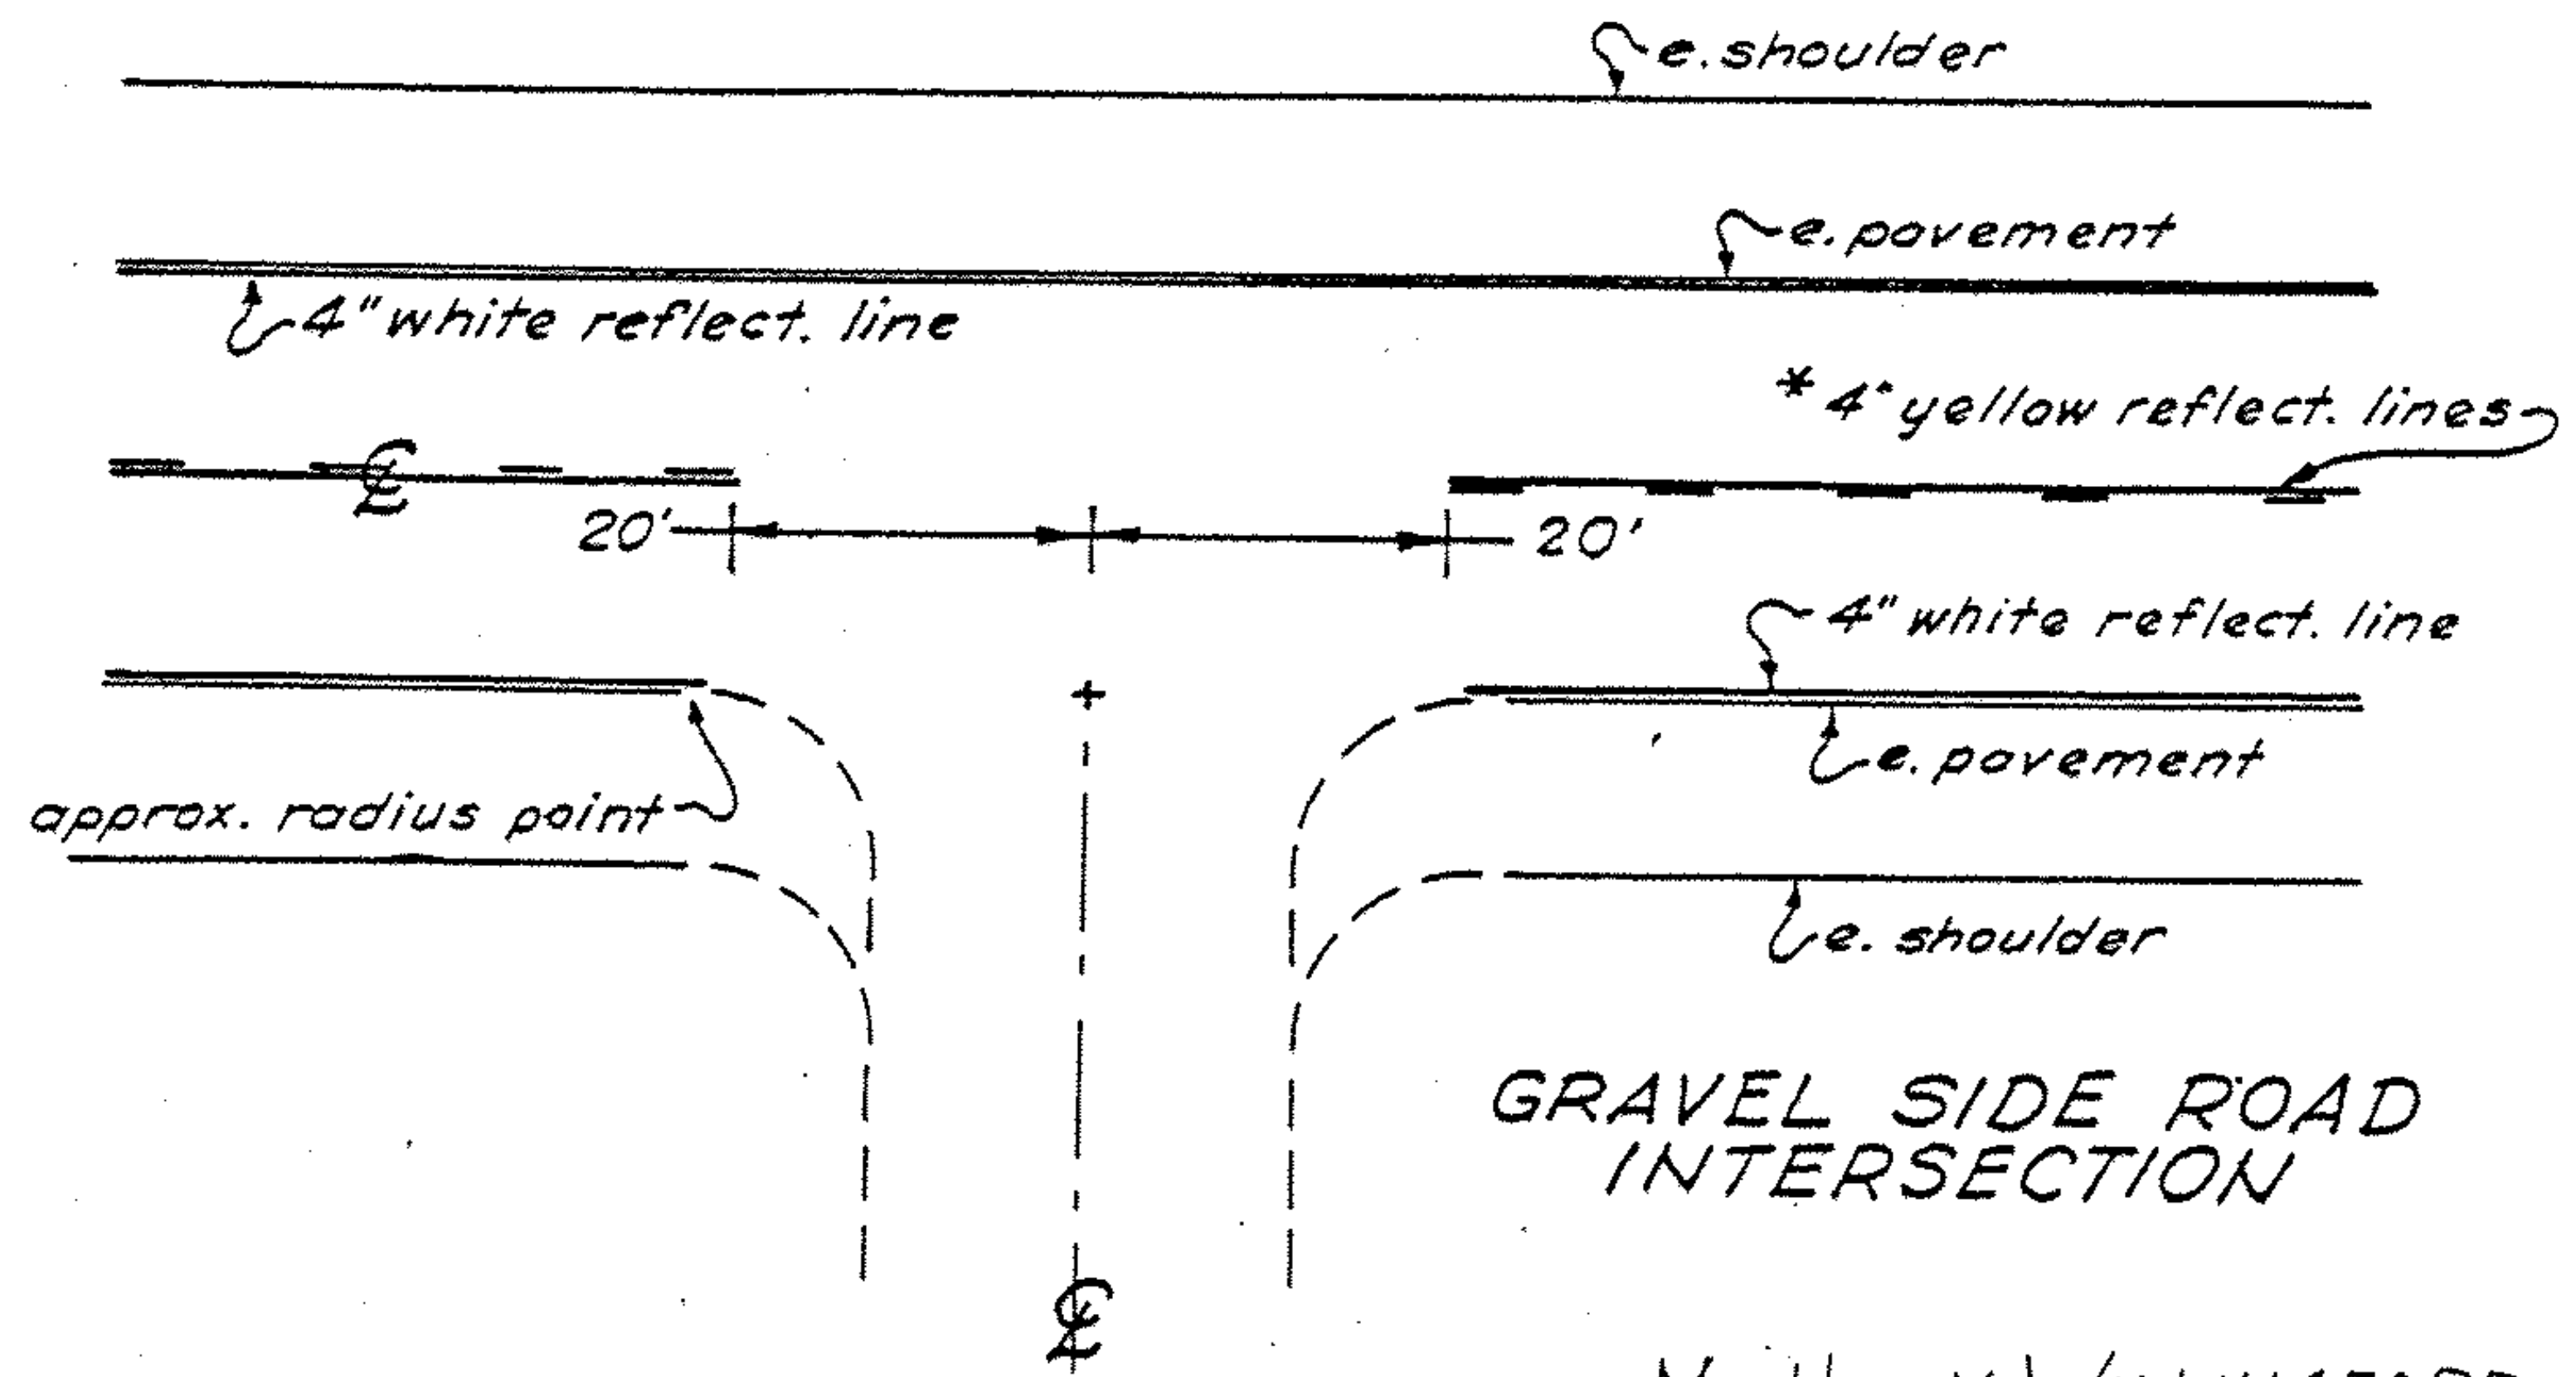 e. shoulder
e. pavement
4" white reflect. line
* 4" yellow reflect. lines
℄
20'
20'
4" white reflect. line
e. pavement
approx. radius point
e. shoulder
GRAVEL SIDE ROAD
INTERSECTION
℄